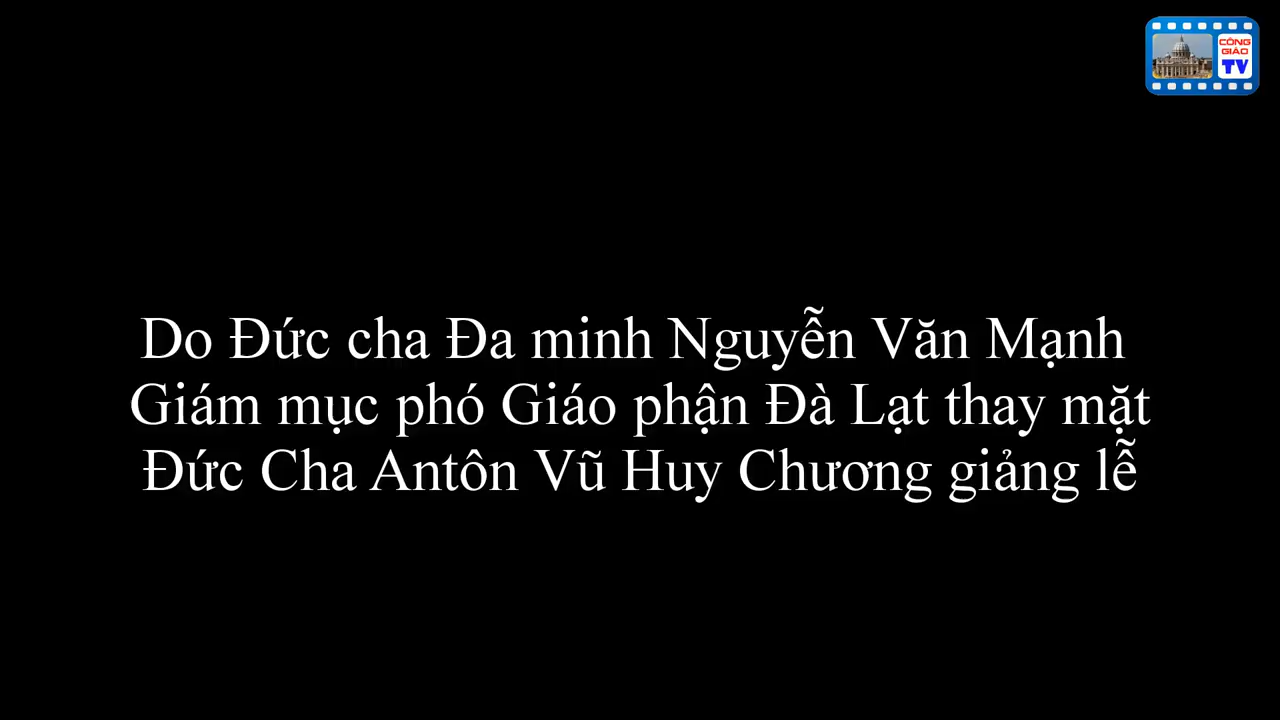 CÔNG
GIÁO
TV
Do Đức cha Đa minh Nguyễn Văn Mạnh
Giám mục phó Giáo phận Đà Lạt thay mặt
Đức Cha Antôn Vũ Huy Chương giảng lễ